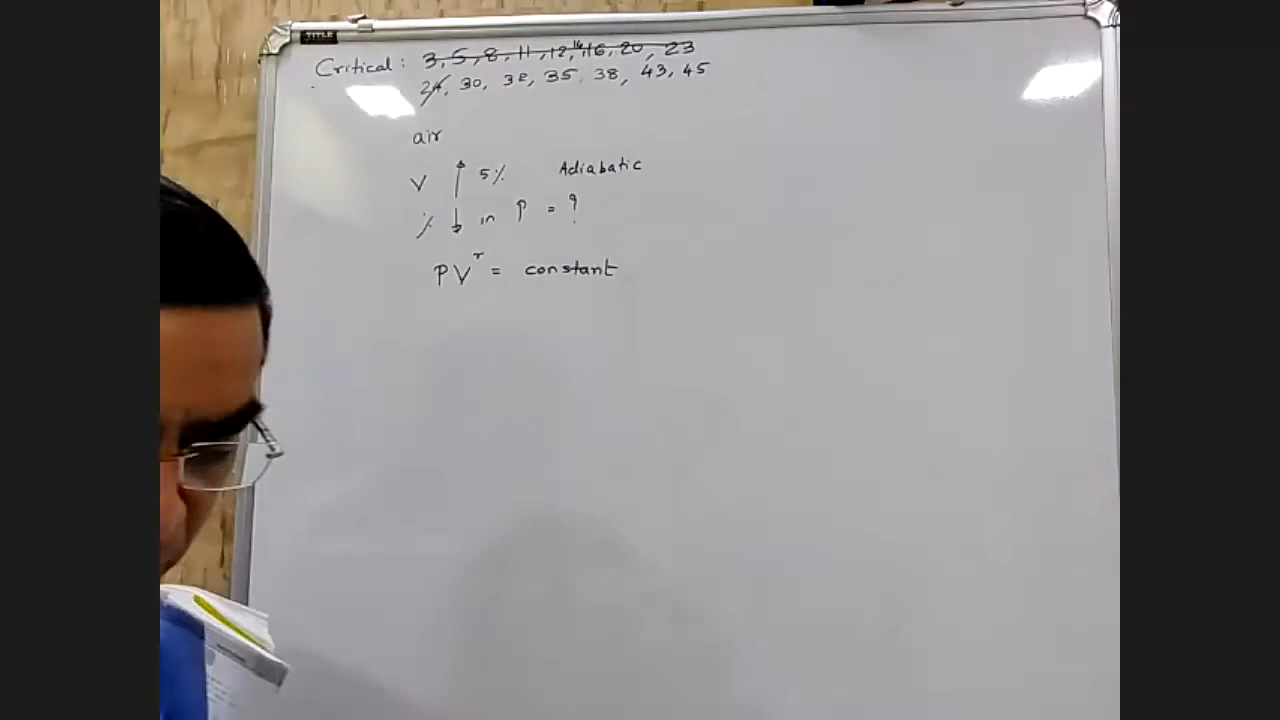 TITLE
Critical: 3, 5, 8, 11, 12, 14, 16, 20, 23
24, 30, 32, 35, 38, 43, 45
air
V ↑ 5% Adiabatic
% ↓ in P = ?
PV^r = constant